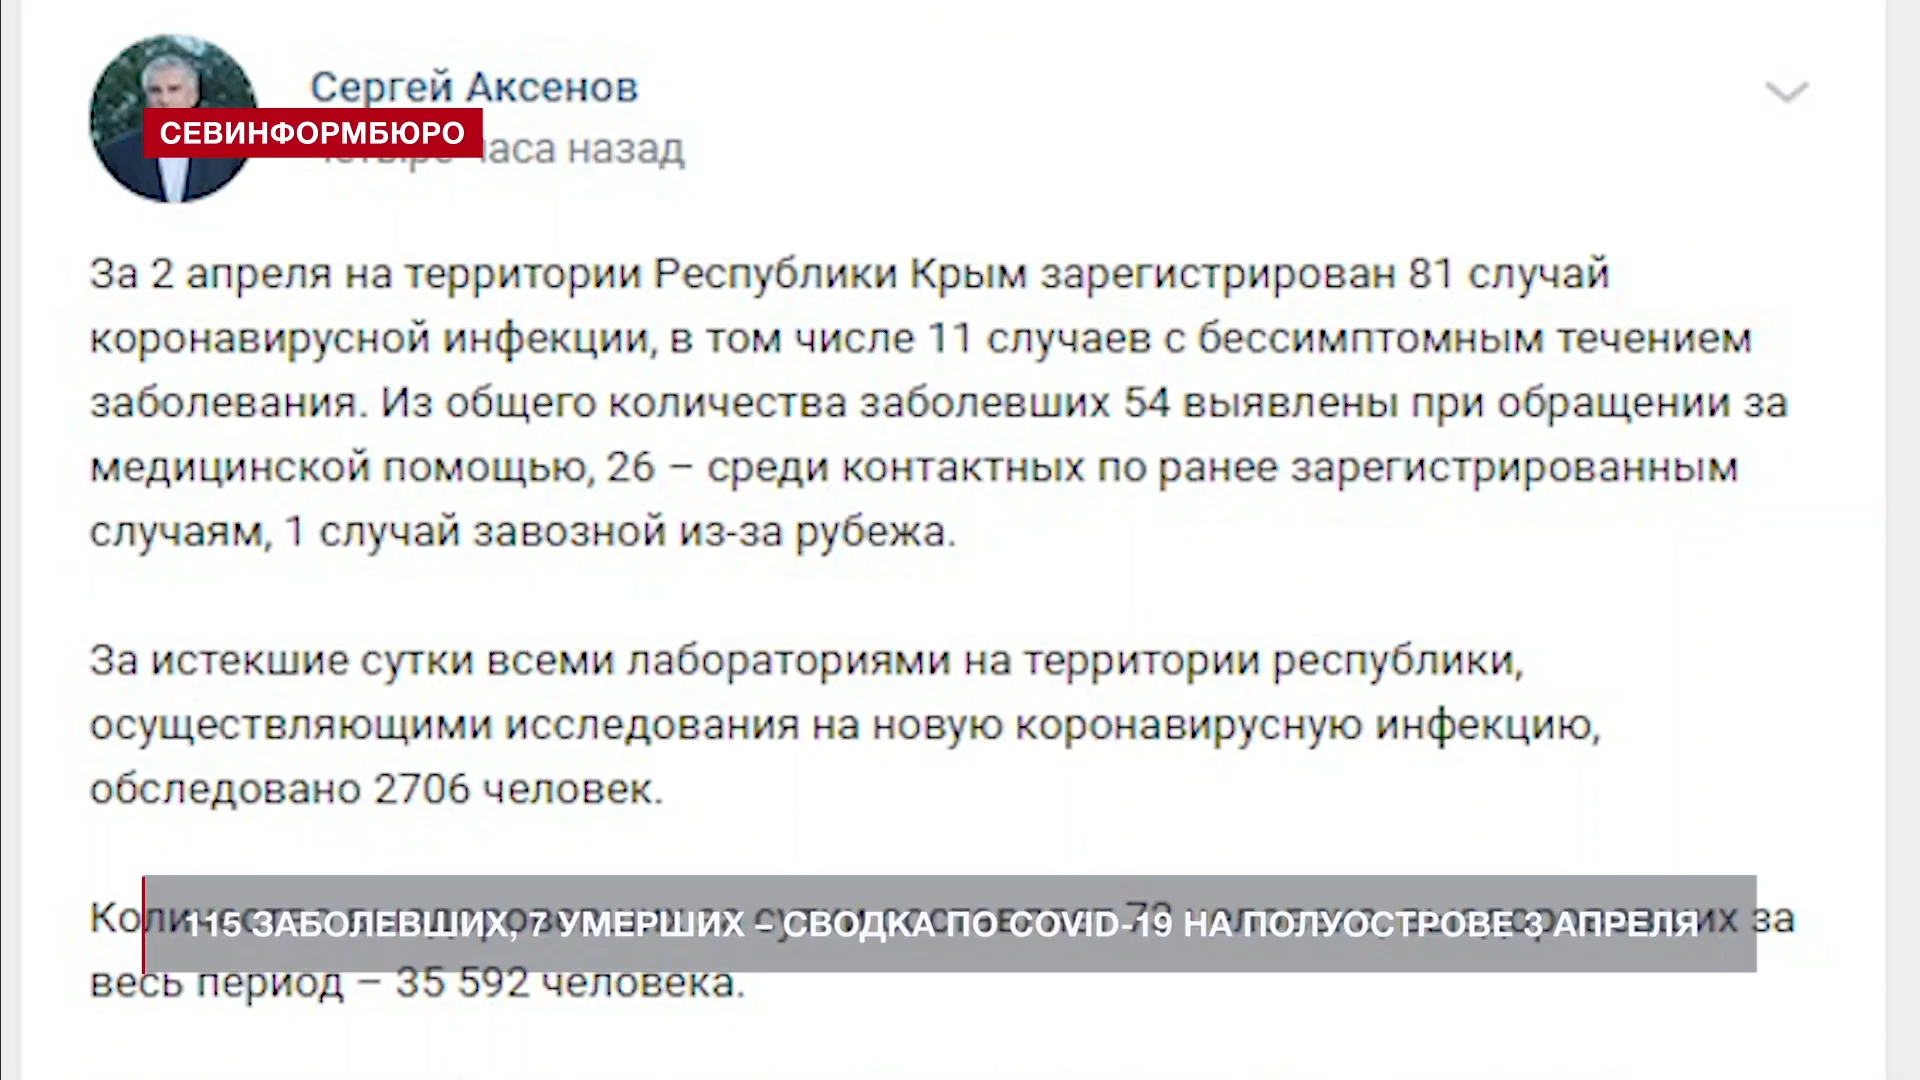 Сергей Аксенов
СЕВИНФОРМБЮРО
часа назад
За 2 апреля на территории Республики Крым зарегистрирован 81 случай
коронавирусной инфекции, в том числе 11 случаев с бессимптомным течением
заболевания. Из общего количества заболевших 54 выявлены при обращении за
медицинской помощью, 26 – среди контактных по ранее зарегистрированным
случаям, 1 случай завозной из-за рубежа.
За истекшие сутки всеми лабораториями на территории республики,
осуществляющими исследования на новую коронавирусную инфекцию,
обследовано 2706 человек.
115 ЗАБОЛЕВШИХ, 7 УМЕРШИХ – СВОДКА ПО COVID-19 НА ПОЛУОСТРОВЕ 3 АПРЕЛЯ
за
весь период – 35 592 человека.